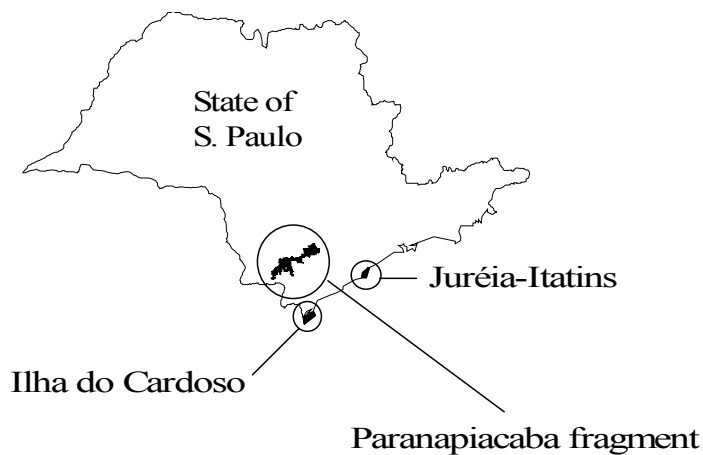 State of
S. Paulo
Juréia-Itatins
Ilha do Cardoso
Paranapiacaba fragment